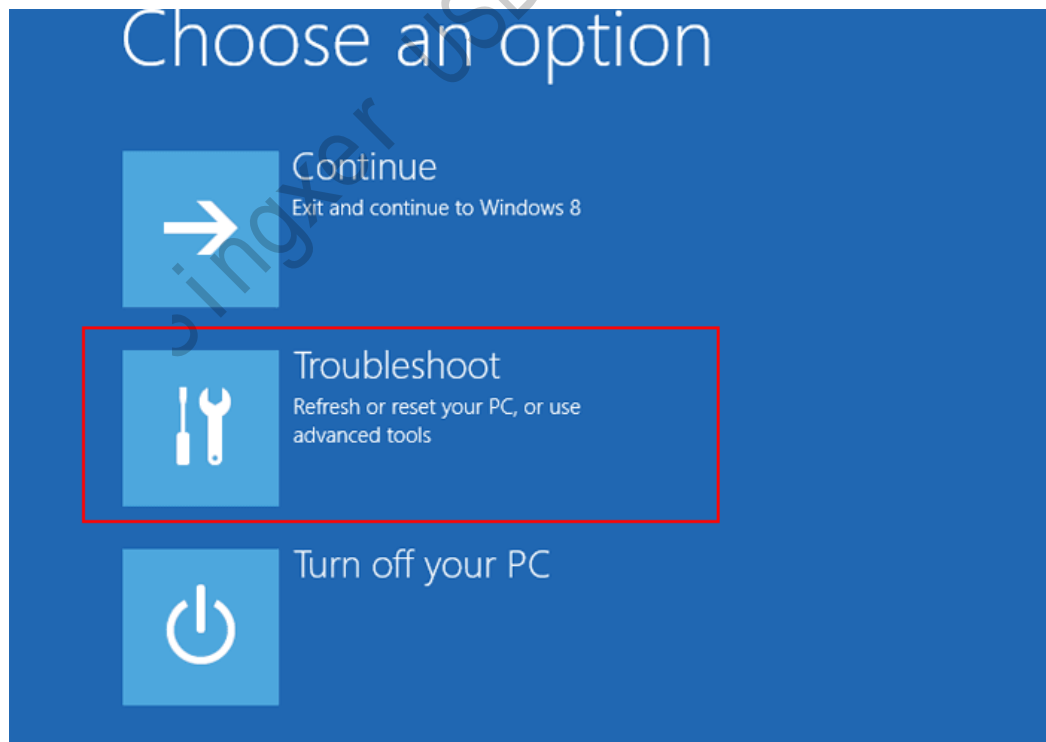 Choose an option
Continue
Exit and continue to Windows 8
Troubleshoot
Refresh or reset your PC, or use
advanced tools
Turn off your PC